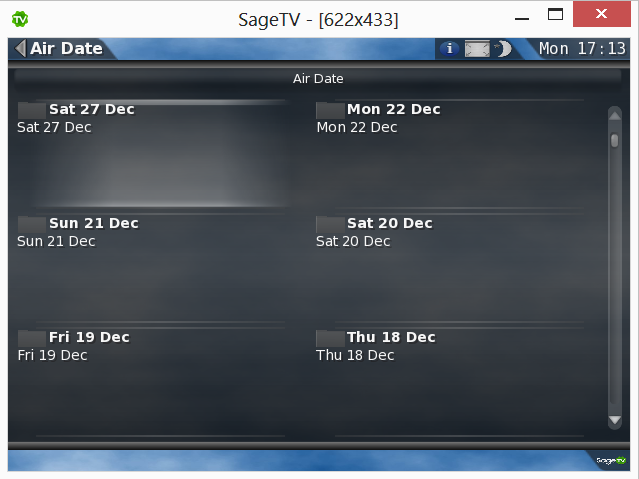 SageTV - [622x433]
Air Date
Mon 17:13
Air Date
Sat 27 Dec
Sat 27 Dec
Mon 22 Dec
Mon 22 Dec
Sun 21 Dec
Sun 21 Dec
Sat 20 Dec
Sat 20 Dec
Fri 19 Dec
Fri 19 Dec
Thu 18 Dec
Thu 18 Dec
SageTV